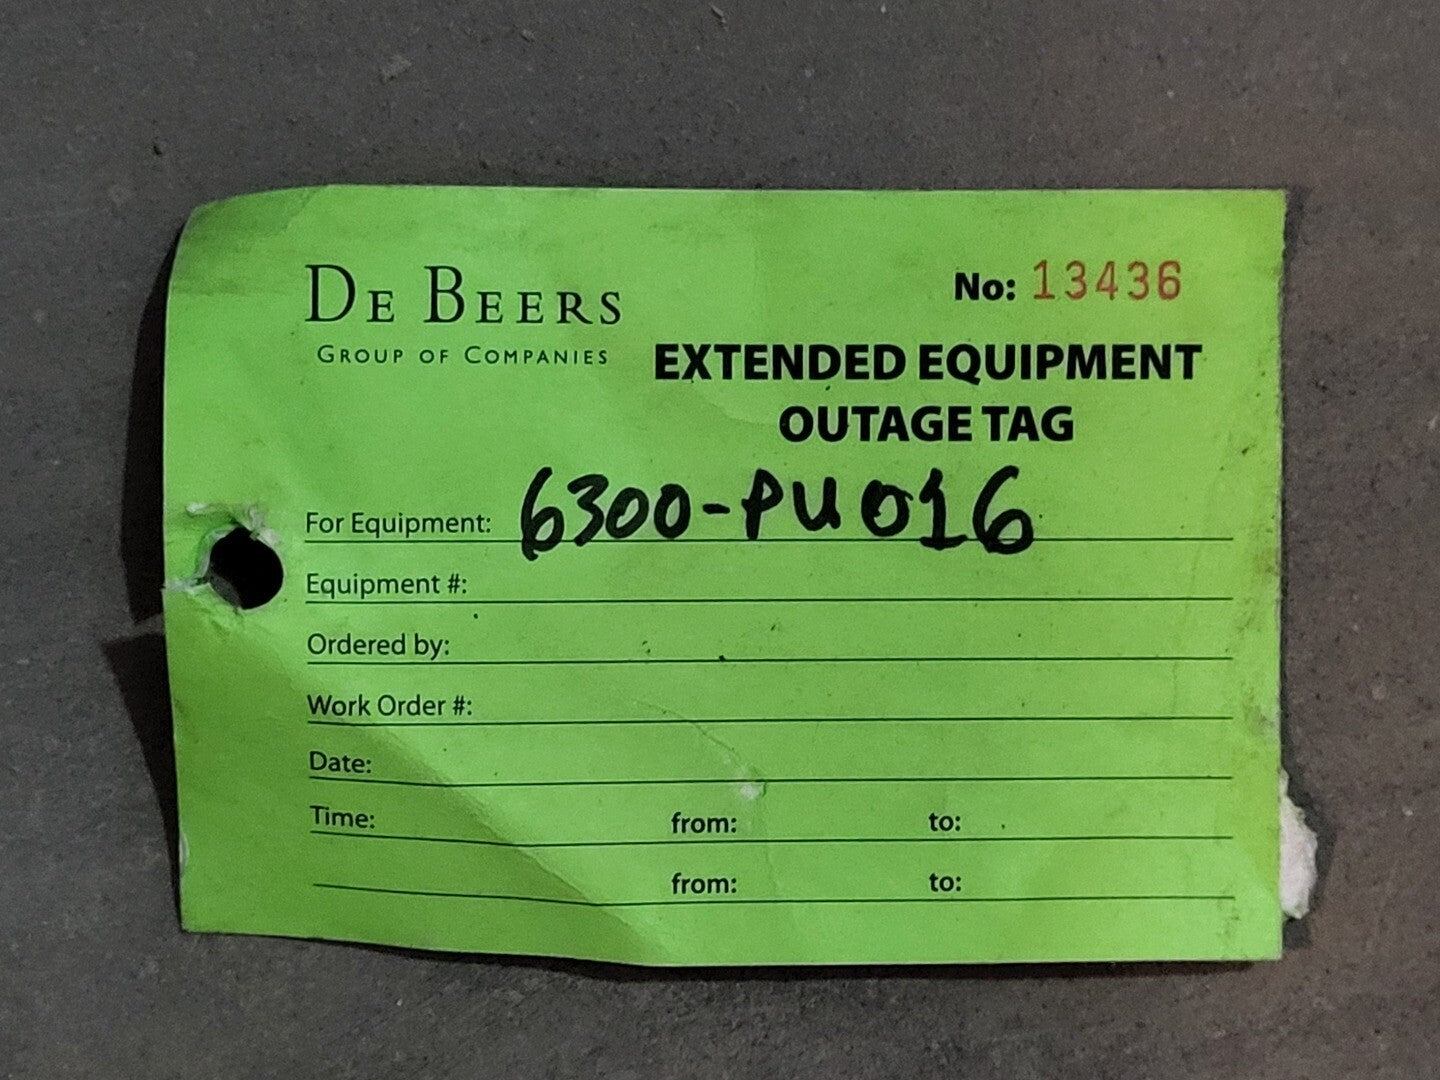 DE BEERS
GROUP OF COMPANIES
No: 13436
EXTENDED EQUIPMENT
OUTAGE TAG
For Equipment: 6300-PU016
Equipment #:
Ordered by:
Work Order #:
Date:
Time: from: to:
from: to: